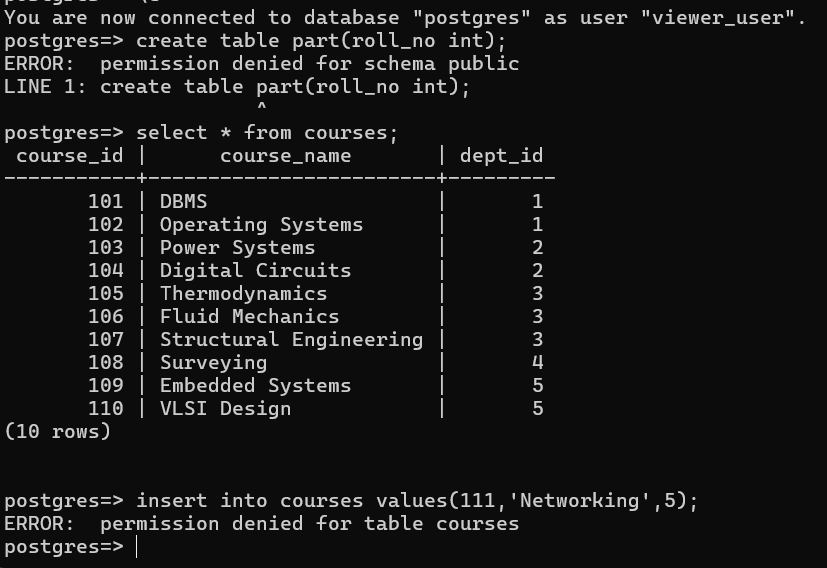 You are now connected to database "postgres" as user "viewer_user".
postgres=> create table part(roll_no int);
ERROR:  permission denied for schema public
LINE 1: create table part(roll_no int);
                     ^
postgres=> select * from courses;
 course_id |      course_name       | dept_id
-----------+------------------------+---------
       101 | DBMS                   |       1
       102 | Operating Systems      |       1
       103 | Power Systems          |       2
       104 | Digital Circuits       |       2
       105 | Thermodynamics         |       3
       106 | Fluid Mechanics        |       3
       107 | Structural Engineering |       3
       108 | Surveying              |       4
       109 | Embedded Systems       |       5
       110 | VLSI Design            |       5
(10 rows)
postgres=> insert into courses values(111,'Networking',5);
ERROR:  permission denied for table courses
postgres=>